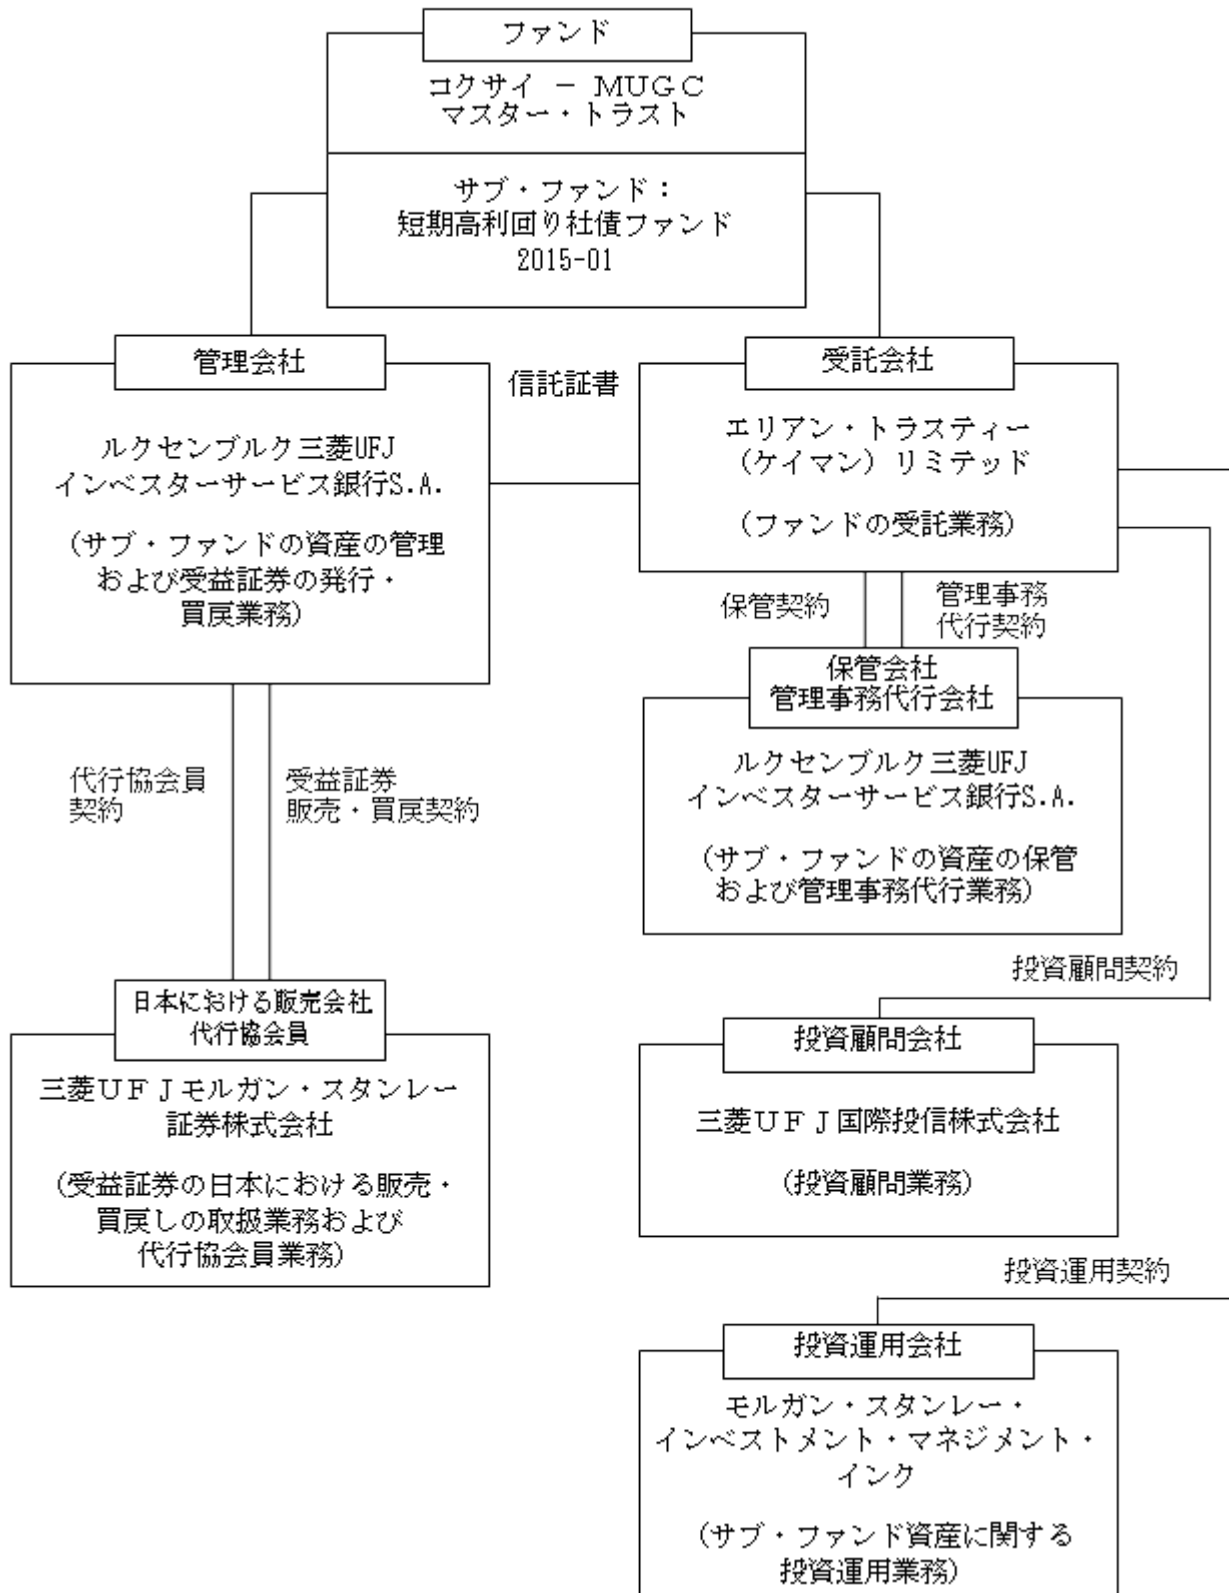 ファンド
コクサイ － ＭＵＧＣ
マスター・トラスト
サブ・ファンド：
短期高利回り社債ファンド
2015-01
管理会社
ルクセンブルク三菱UFJ
インベスターサービス銀行S.A.
（サブ・ファンドの資産の管理
および受益証券の発行・
買戻業務）
信託証書
受託会社
エリアン・トラスティー
（ケイマン）リミテッド
（ファンドの受託業務）
保管契約
管理事務
代行契約
保管会社
管理事務代行会社
ルクセンブルク三菱UFJ
インベスターサービス銀行S.A.
（サブ・ファンドの資産の保管
および管理事務代行業務）
代行協会員
契約
受益証券
販売・買戻契約
日本における販売会社
代行協会員
三菱ＵＦＪモルガン・スタンレー
証券株式会社
（受益証券の日本における販売・
買戻しの取扱業務および
代行協会員業務）
投資顧問契約
投資顧問会社
三菱ＵＦＪ国際投信株式会社
（投資顧問業務）
投資運用契約
投資運用会社
モルガン・スタンレー・
インベストメント・マネジメント・
インク
（サブ・ファンド資産に関する
投資運用業務）